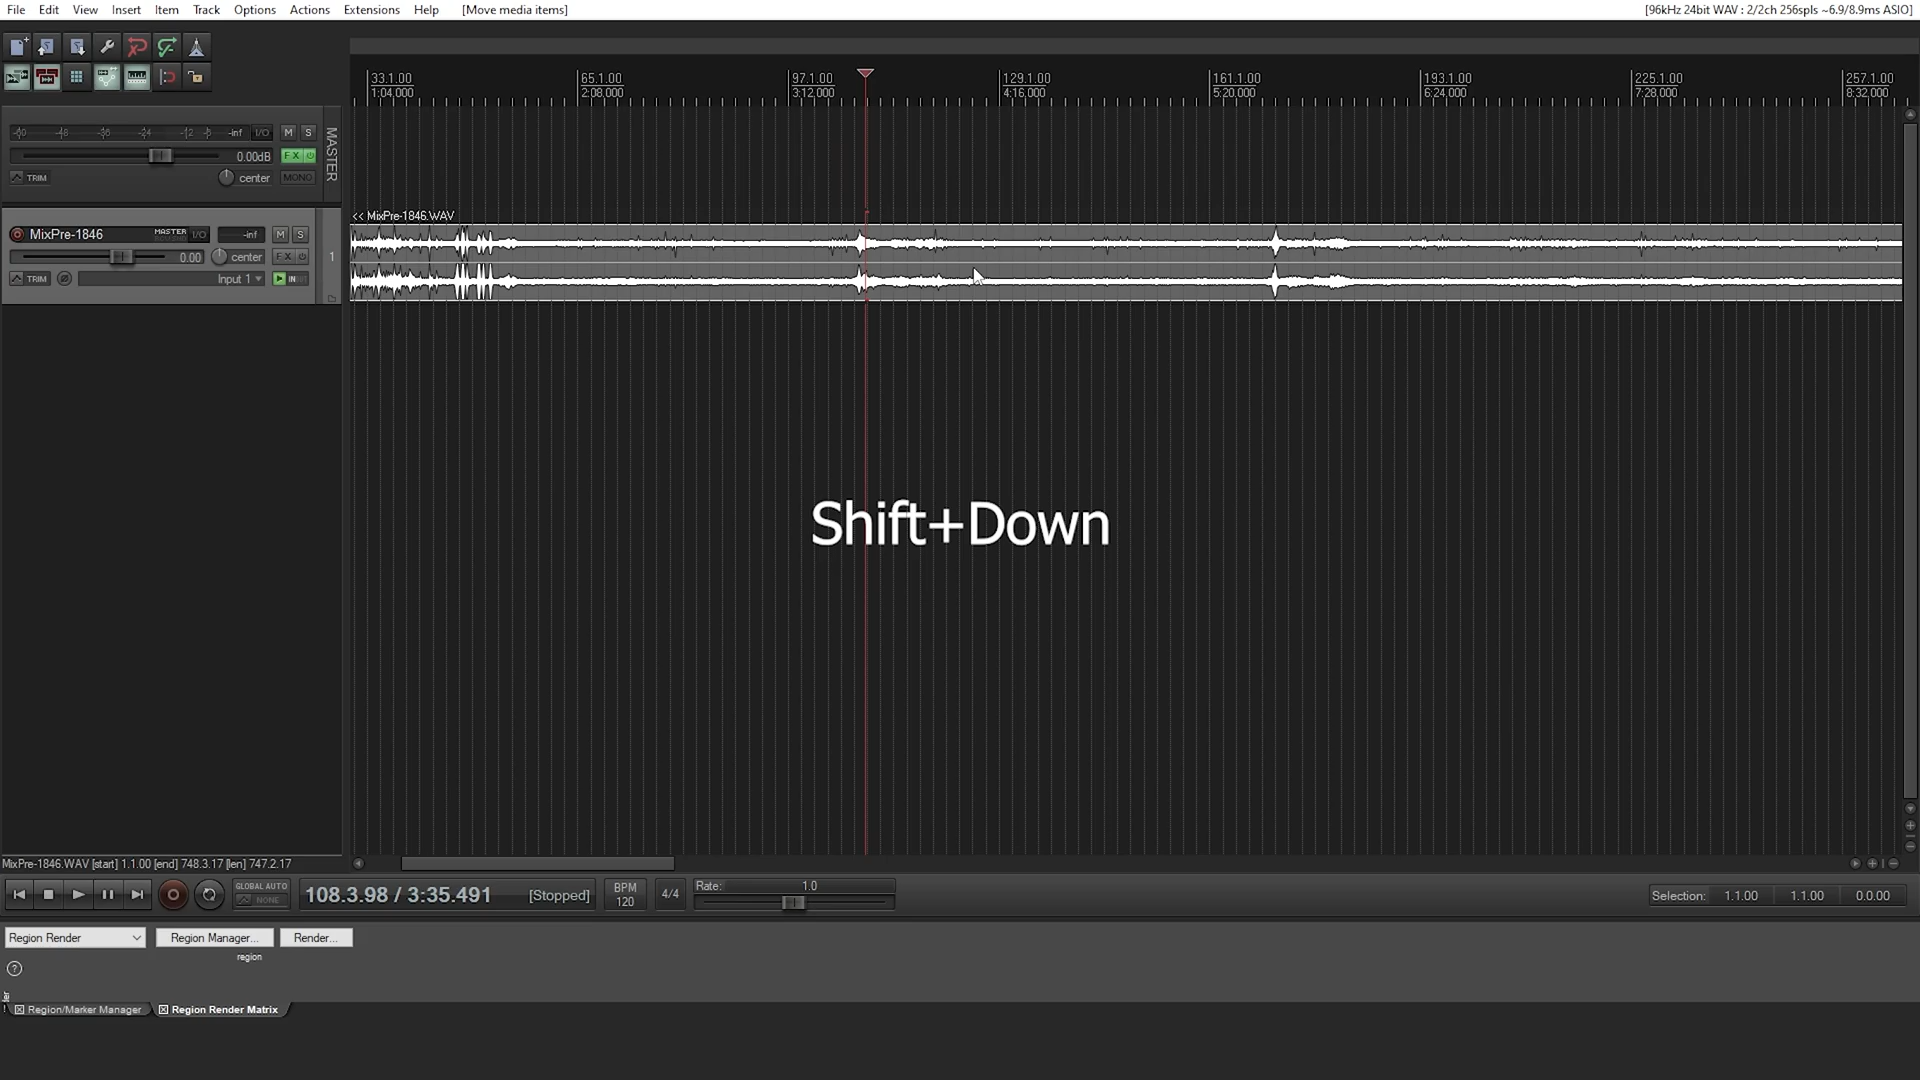 File Edit View Insert Item Track Options Actions Extensions Help [Move media items] [96kHz 24bit WAV : 2/2ch 256spls ~6.9/8.9ms ASIO]
33.1.00 65.1.00 97.1.00 129.1.00 161.1.00 193.1.00 225.1.00 257.1.00
1:04.000 2:08.000 3:12.000 4:16.000 5:20.000 6:24.000 7:28.000 8:32.000
-48 -36 -24 -12 -6 -inf I/O M S
0.00dB FX
TRIM center MONO
MASTER
<< MixPre-1846.WAV
MixPre-1846 MASTER I/O -inf M S
0.00 center FX
1
TRIM Input 1 IN
Shift+Down
MixPre-1846.WAV [start] 1.1.00 [end] 748.3.17 [len] 747.2.17
GLOBAL AUTO
NONE
108.3.98 / 3:35.491 [Stopped]
BPM
120
4/4
Rate: 1.0
Selection: 1.1.00 1.1.00 0.0.00
Region Render Region Manager... Render...
region
?
Region/Marker Manager Region Render Matrix